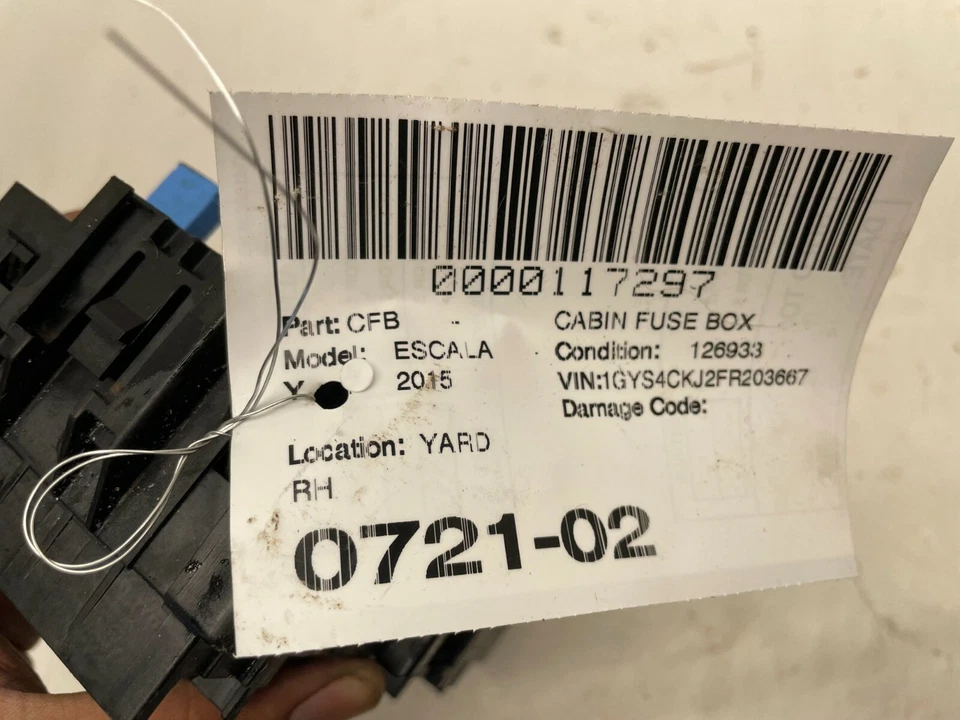 0000117297
Part: CFB - CABIN FUSE BOX
Model: ESCALA Condition: 126933
Y 2015 VIN:1GYS4CKJ2FR203667
Damage Code:
Location: YARD
RH
0721-02